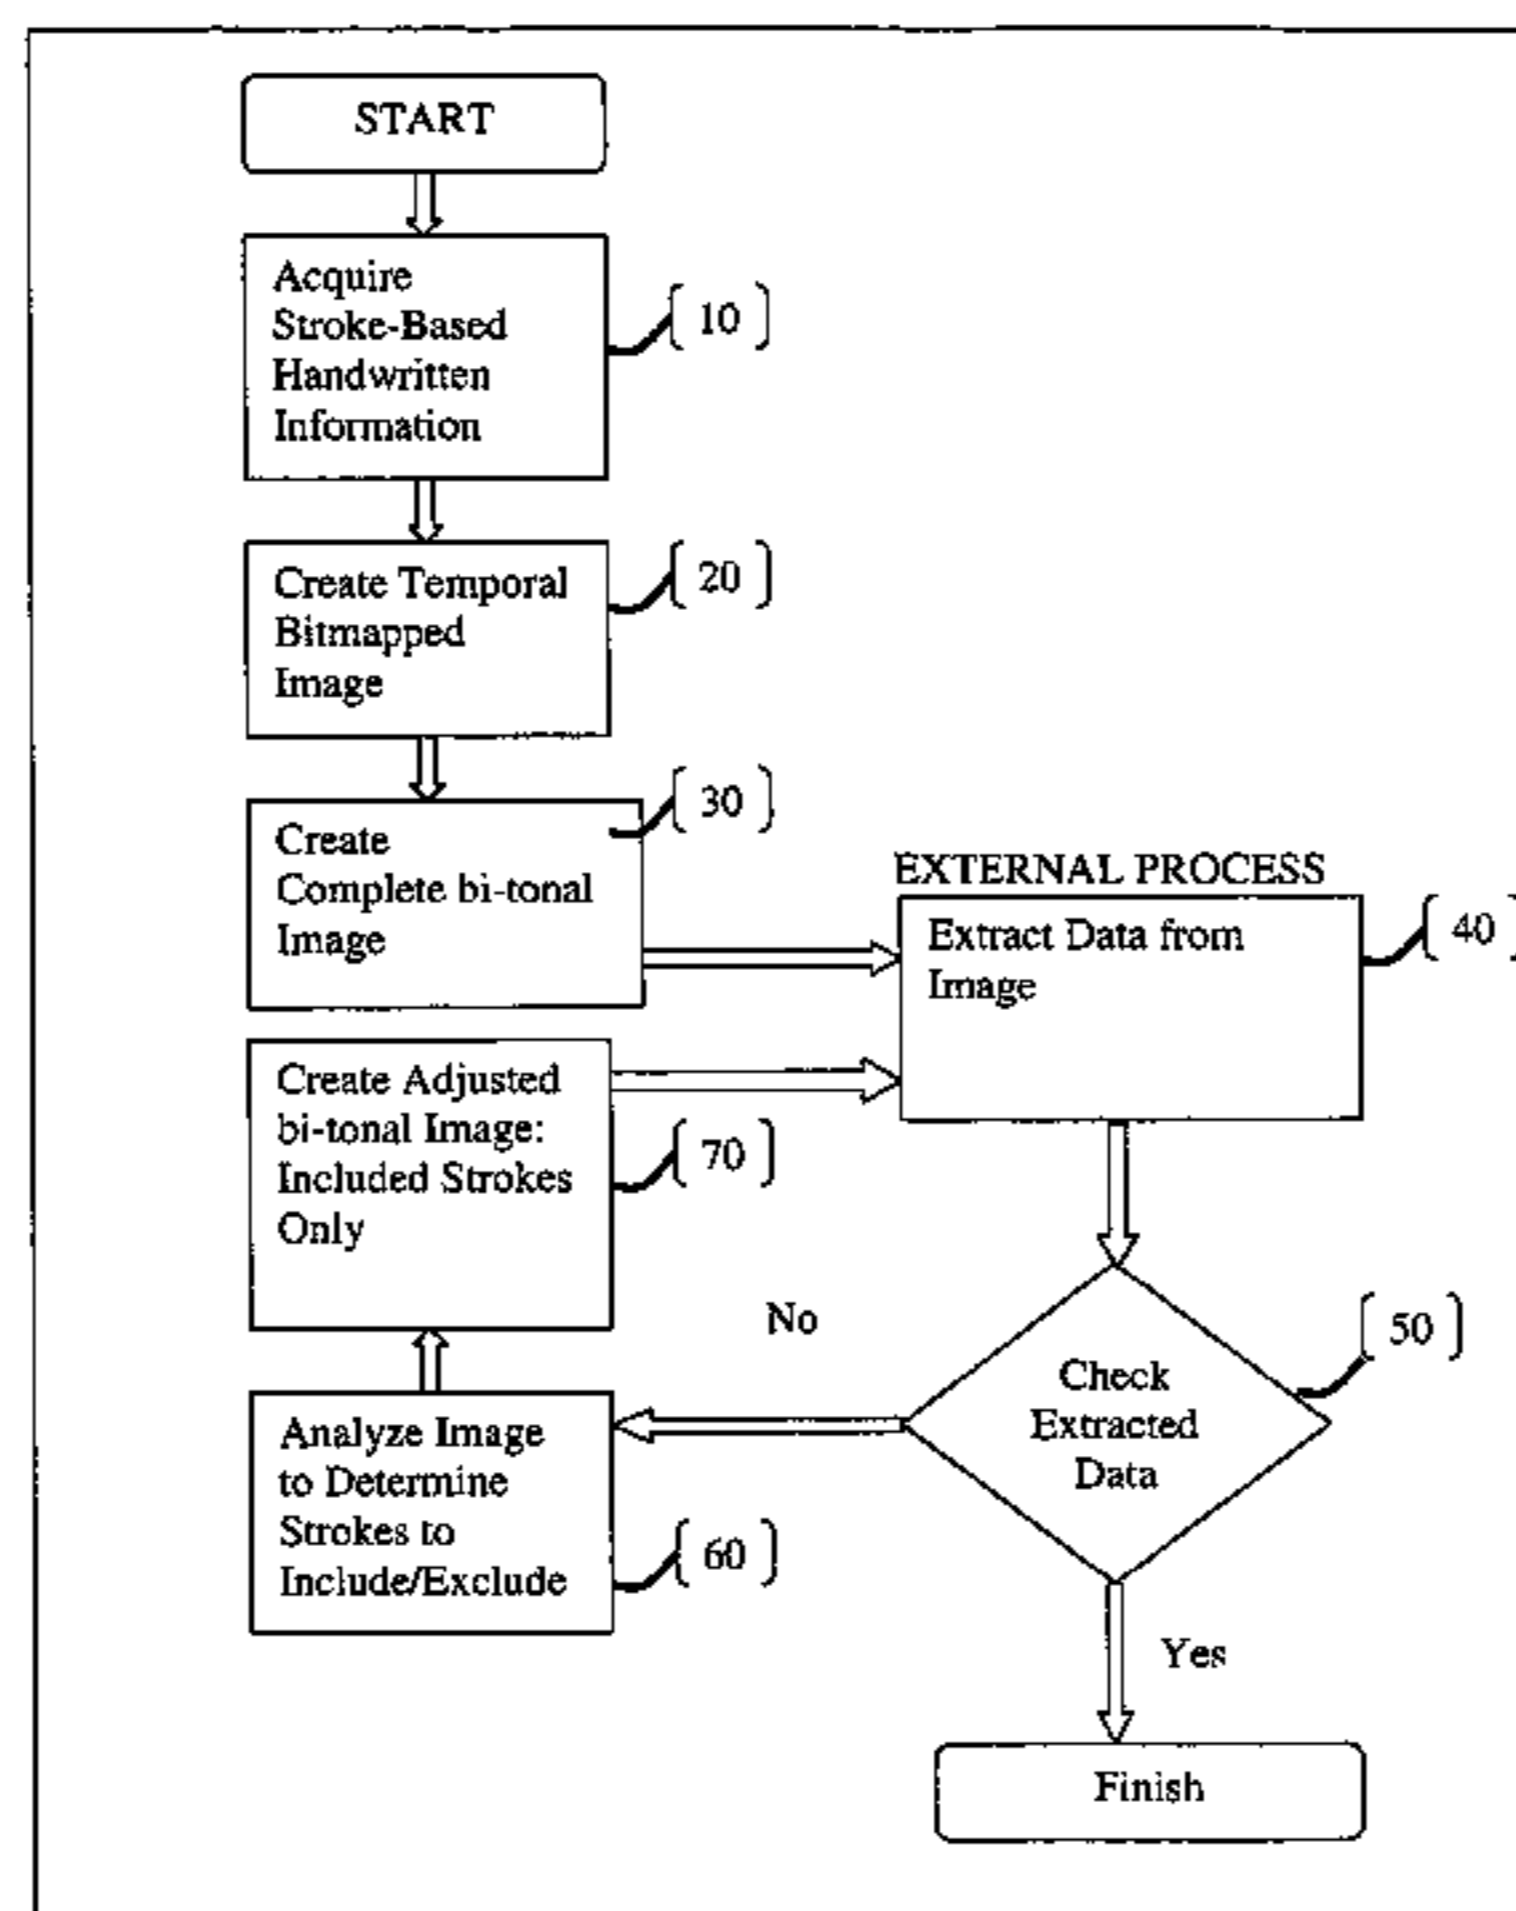 START
Acquire
Stroke-Based
Handwritten
Information
[ 10 ]
Create Temporal
Bitmapped
Image
[ 20 ]
Create
Complete bi-tonal
Image
[ 30 ]
EXTERNAL PROCESS
Extract Data from
Image
[ 40 ]
Create Adjusted
bi-tonal Image:
Included Strokes
Only
[ 70 ]
No
Check
Extracted
Data
[ 50 ]
Analyze Image
to Determine
Strokes to
Include/Exclude
[ 60 ]
Yes
Finish